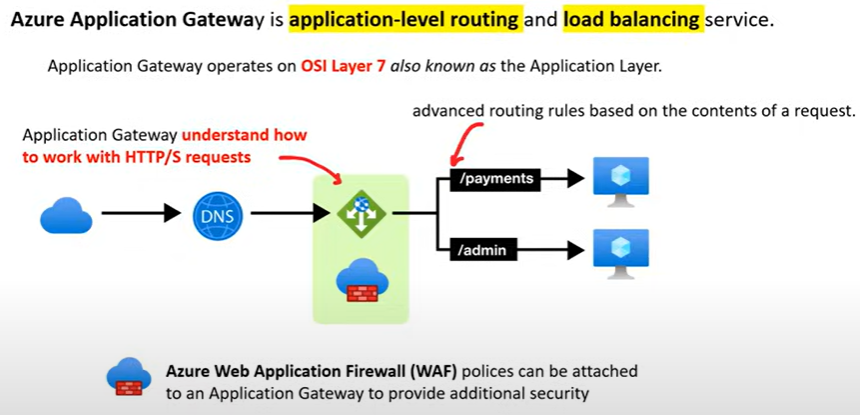 Azure Application Gateway is application-level routing and load balancing service.
Application Gateway operates on OSI Layer 7 also known as the Application Layer.
advanced routing rules based on the contents of a request.
Application Gateway understand how
to work with HTTP/S requests
/payments
DNS
/admin
Azure Web Application Firewall (WAF) polices can be attached
to an Application Gateway to provide additional security